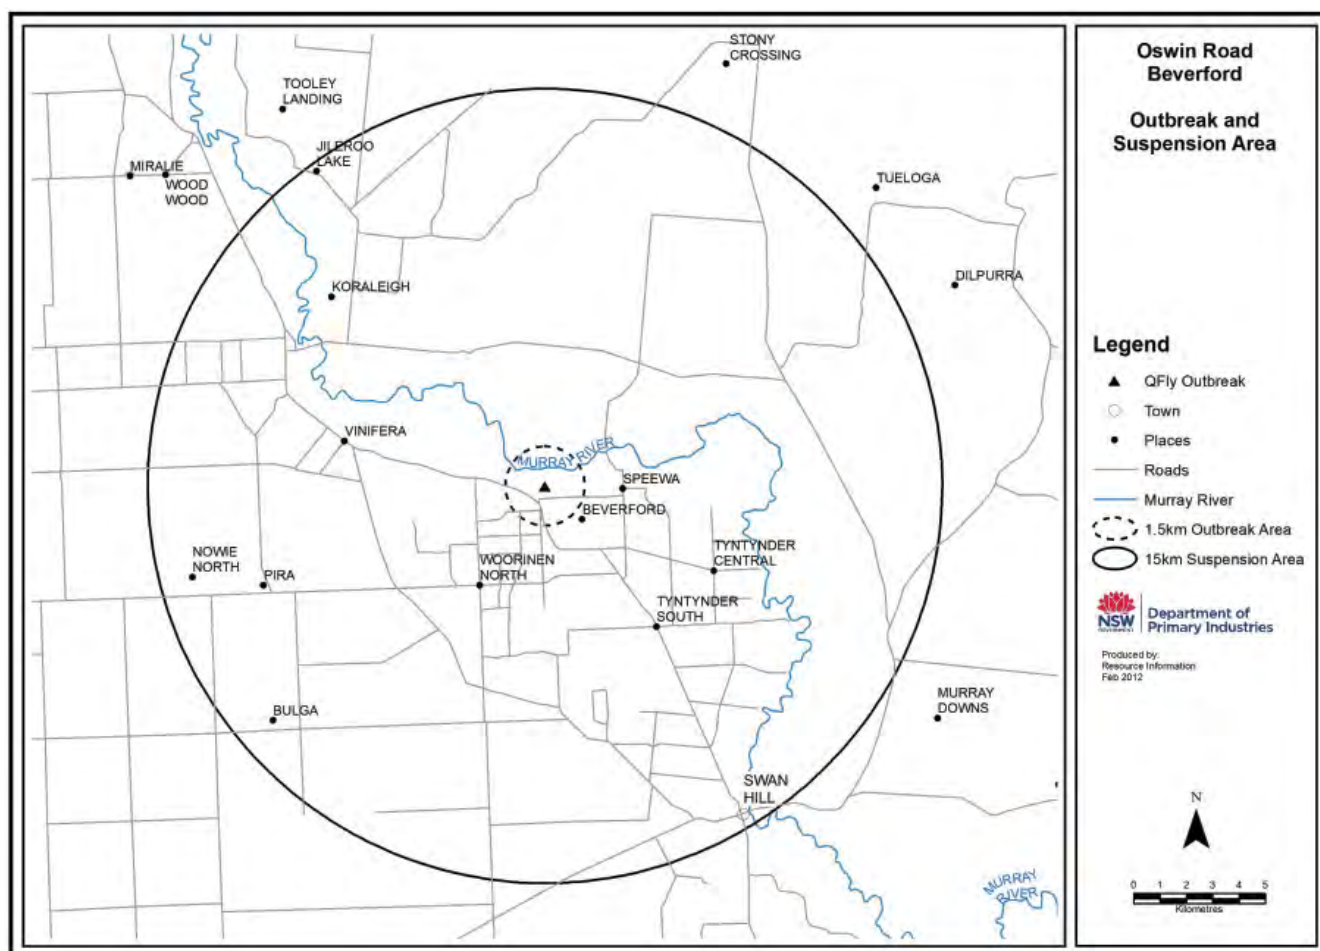 STONY
CROSSING
TOOLEY
LANDING
JILEROO
LAKE
MIRALIE
WOOD
WOOD
TUELOGA
DILPURRA
KORALEIGH
VINIFERA
MURRAY RIVER
SPEEWA
BEVERFORD
NOWIE
NORTH
PIRA
WOORINEN
NORTH
TYNTYNDER
CENTRAL
TYNTYNDER
SOUTH
BULGA
MURRAY
DOWNS
SWAN
HILL
MURRAY
RIVER
Oswin Road
Beverford
Outbreak and
Suspension Area
Legend
QFly Outbreak
Town
Places
Roads
Murray River
1.5km Outbreak Area
15km Suspension Area
NSW
GOVERNMENT
Department of
Primary Industries
Produced by:
Resource Information
Feb 2012
N
0 1 2 3 4 5
Kilometres